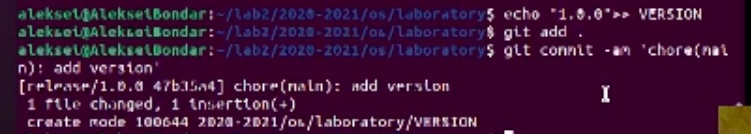 aleksei@AlekseiBondar:~/lab2/2020-2021/os/laboratory$ echo "1.0.0">> VERSION
aleksei@AlekseiBondar:~/lab2/2020-2021/os/laboratory$ git add .
aleksei@AlekseiBondar:~/lab2/2020-2021/os/laboratory$ git commit -am 'chore(mai
n): add version'
[release/1.0.0 47b35a4] chore(main): add version
1 file changed, 1 insertion(+)
create mode 100644 2020-2021/os/laboratory/VERSION